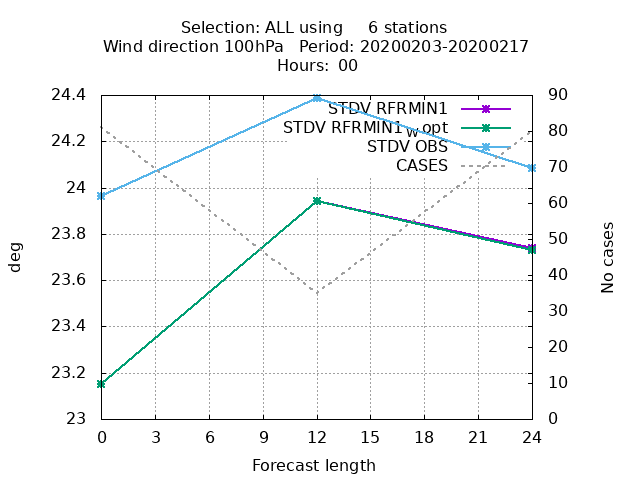 Selection: ALL using 6 stations
Wind direction 100hPa Period: 20200203-20200217
Hours: 00
24.4
24.2
24
23.8
23.6
23.4
23.2
23
deg
90
80
70
60
50
40
30
20
10
0
No cases
STDV RFRMIN1
STDV RFRMIN1_w_opt
STDV OBS
CASES
0 3 6 9 12 15 18 21 24
Forecast length